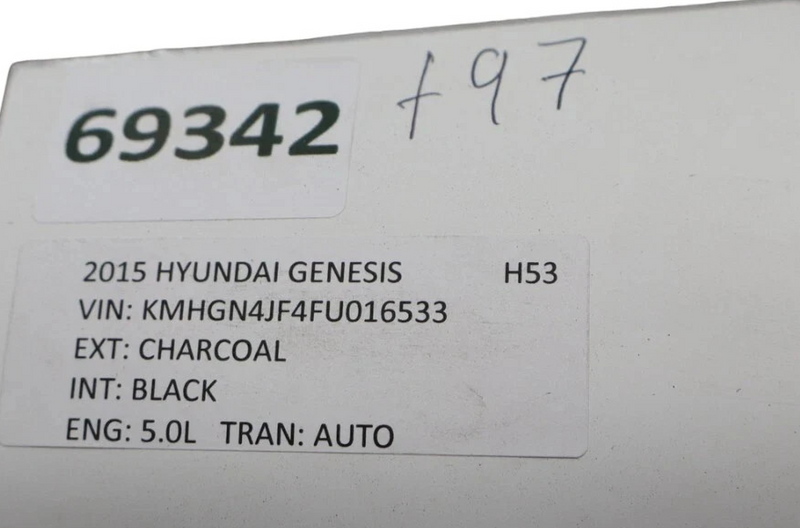 69342
f97
2015 HYUNDAI GENESIS H53
VIN: KMHGN4JF4FU016533
EXT: CHARCOAL
INT: BLACK
ENG: 5.0L TRAN: AUTO